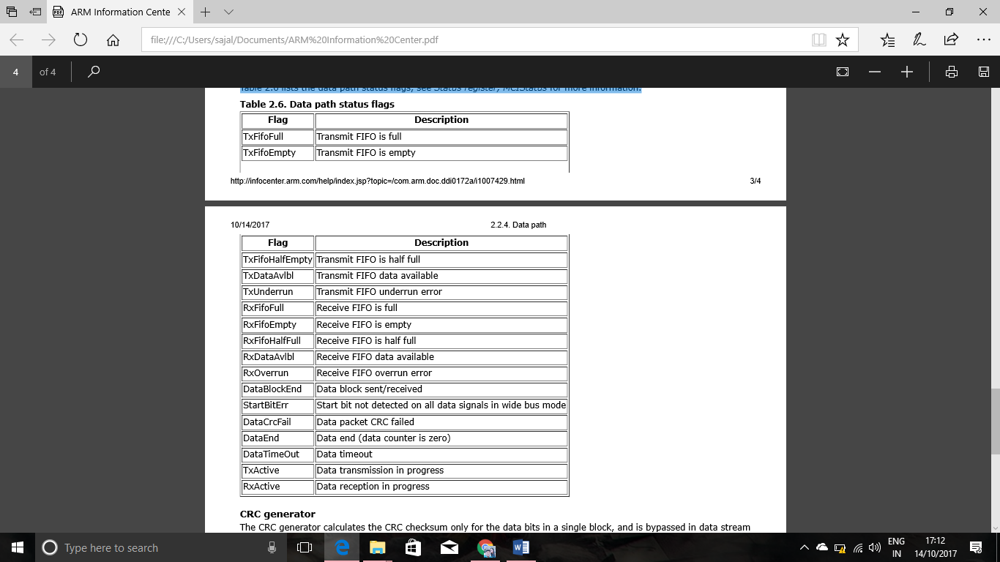 ARM Information Cente
file:///C:/Users/sajal/Documents/ARM%20Information%20Center.pdf
4 of 4
Table 2.6 lists the data path status flags, see Status register, MCIStatus for more information.
Table 2.6. Data path status flags
Flag Description
TxFifoFull Transmit FIFO is full
TxFifoEmpty Transmit FIFO is empty
http://infocenter.arm.com/help/index.jsp?topic=/com.arm.doc.ddi0172a/i1007429.html 3/4
10/14/2017 2.2.4. Data path
Flag Description
TxFifoHalfEmpty Transmit FIFO is half full
TxDataAvlbl Transmit FIFO data available
TxUnderrun Transmit FIFO underrun error
RxFifoFull Receive FIFO is full
RxFifoEmpty Receive FIFO is empty
RxFifoHalfFull Receive FIFO is half full
RxDataAvlbl Receive FIFO data available
RxOverrun Receive FIFO overrun error
DataBlockEnd Data block sent/received
StartBitErr Start bit not detected on all data signals in wide bus mode
DataCrcFail Data packet CRC failed
DataEnd Data end (data counter is zero)
DataTimeOut Data timeout
TxActive Data transmission in progress
RxActive Data reception in progress
CRC generator
The CRC generator calculates the CRC checksum only for the data bits in a single block, and is bypassed in data stream
Type here to search
ENG 17:12
IN 14/10/2017